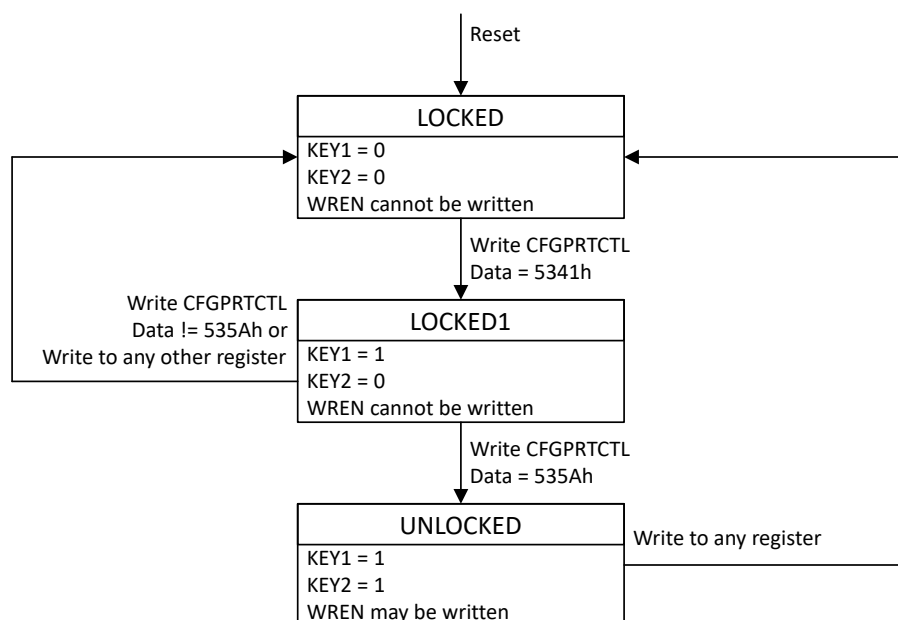 Reset
LOCKED
KEY1 = 0
KEY2 = 0
WREN cannot be written
Write CFGPRTCTL
Data = 5341h
Write CFGPRTCTL
Data != 535Ah or
Write to any other register
LOCKED1
KEY1 = 1
KEY2 = 0
WREN cannot be written
Write CFGPRTCTL
Data = 535Ah
UNLOCKED
KEY1 = 1
KEY2 = 1
WREN may be written
Write to any register